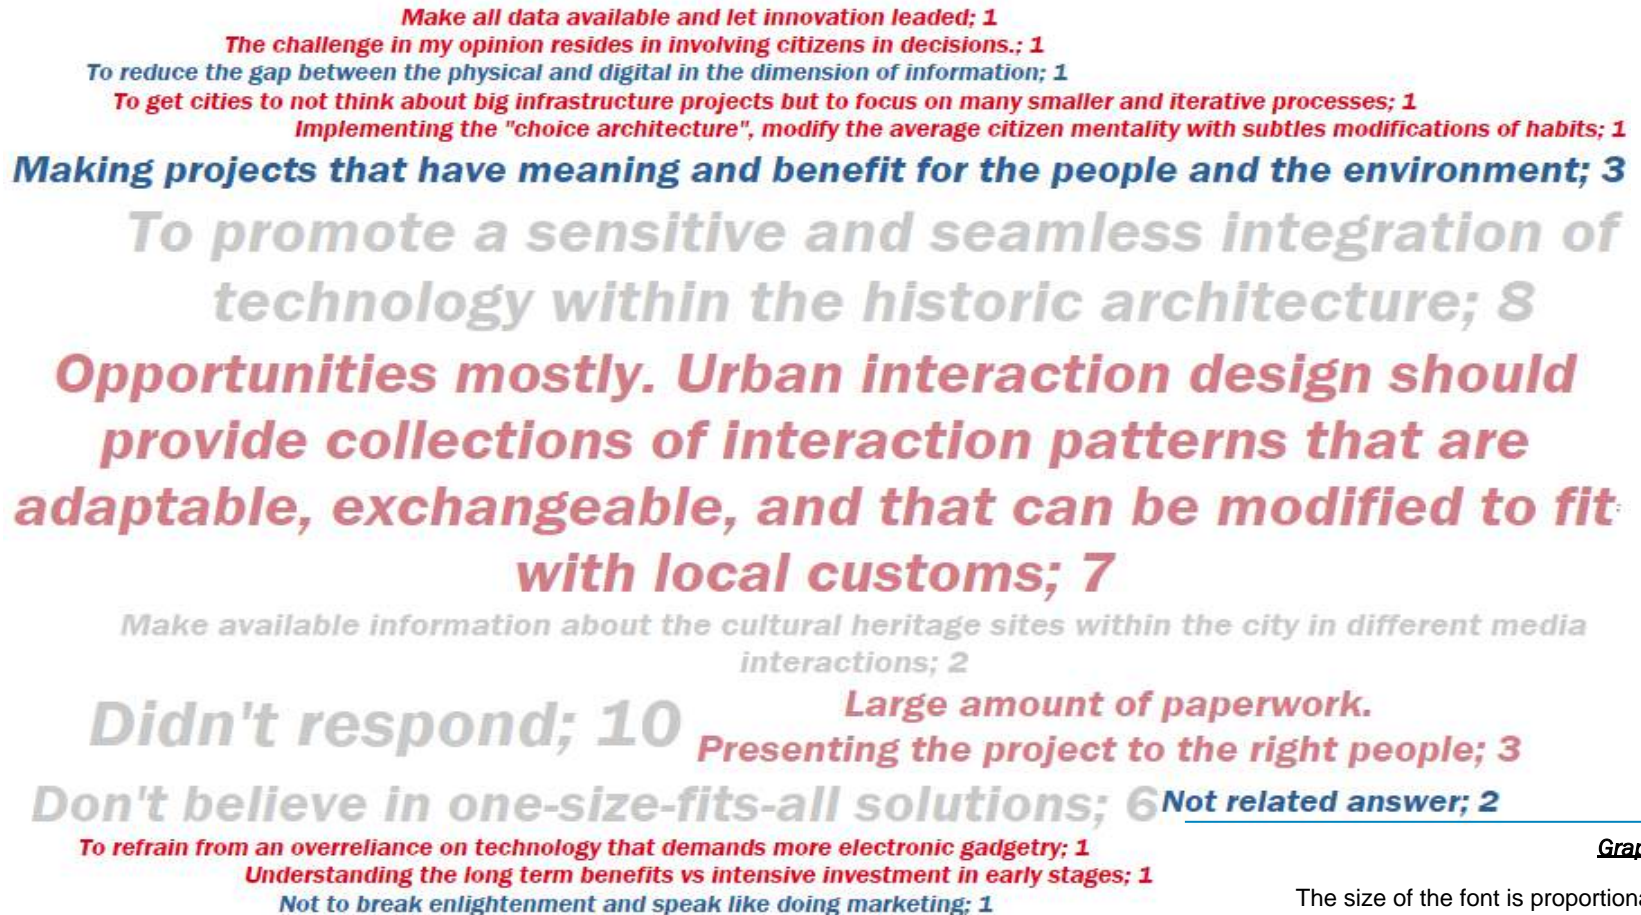 Make all data available and let innovation leaded; 1
The challenge in my opinion resides in involving citizens in decisions.; 1
To reduce the gap between the physical and digital in the dimension of information; 1
To get cities to not think about big infrastructure projects but to focus on many smaller and iterative processes; 1
Implementing the "choice architecture", modify the average citizen mentality with subtles modifications of habits; 1
Making projects that have meaning and benefit for the people and the environment; 3
To promote a sensitive and seamless integration of
technology within the historic architecture; 8
Opportunities mostly. Urban interaction design should
provide collections of interaction patterns that are
adaptable, exchangeable, and that can be modified to fit
with local customs; 7
Make available information about the cultural heritage sites within the city in different media
interactions; 2
Didn't respond; 10
Large amount of paperwork.
Presenting the project to the right people; 3
Don't believe in one-size-fits-all solutions; 6
Not related answer; 2
To refrain from an overreliance on technology that demands more electronic gadgetry; 1
Understanding the long term benefits vs intensive investment in early stages; 1
Not to break enlightenment and speak like doing marketing; 1
The size of the font is